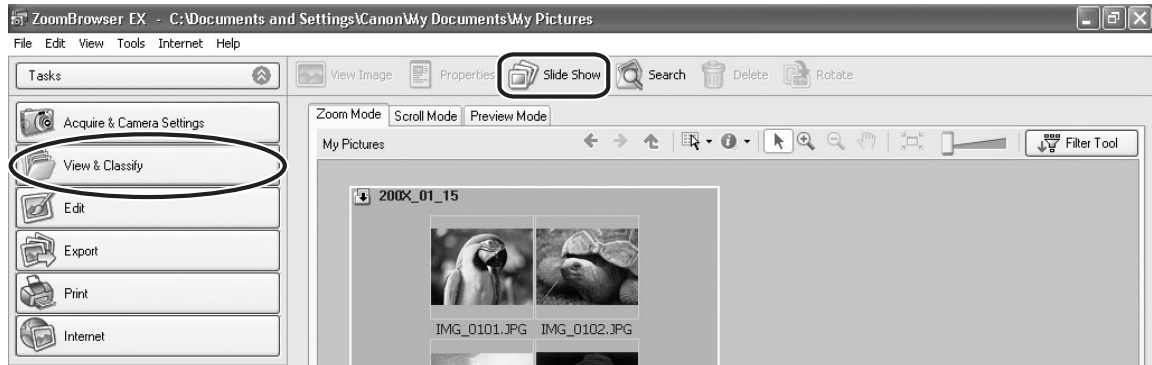 ZoomBrowser EX - C:\Documents and Settings\Canon\My Documents\My Pictures
File Edit View Tools Internet Help
Tasks
View Image Properties Slide Show Search Delete Rotate
Acquire & Camera Settings
View & Classify
Edit
Export
Print
Internet
Zoom Mode Scroll Mode Preview Mode
My Pictures
Filter Tool
200X_01_15
IMG_0101.JPG IMG_0102.JPG